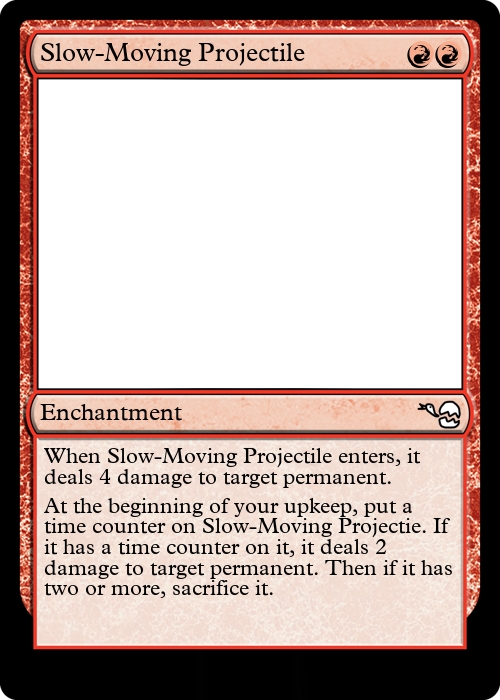 Slow-Moving Projectile
Enchantment
When Slow-Moving Projectile enters, it
deals 4 damage to target permanent.
At the beginning of your upkeep, put a
time counter on Slow-Moving Projectie. If
it has a time counter on it, it deals 2
damage to target permanent. Then if it has
two or more, sacrifice it.